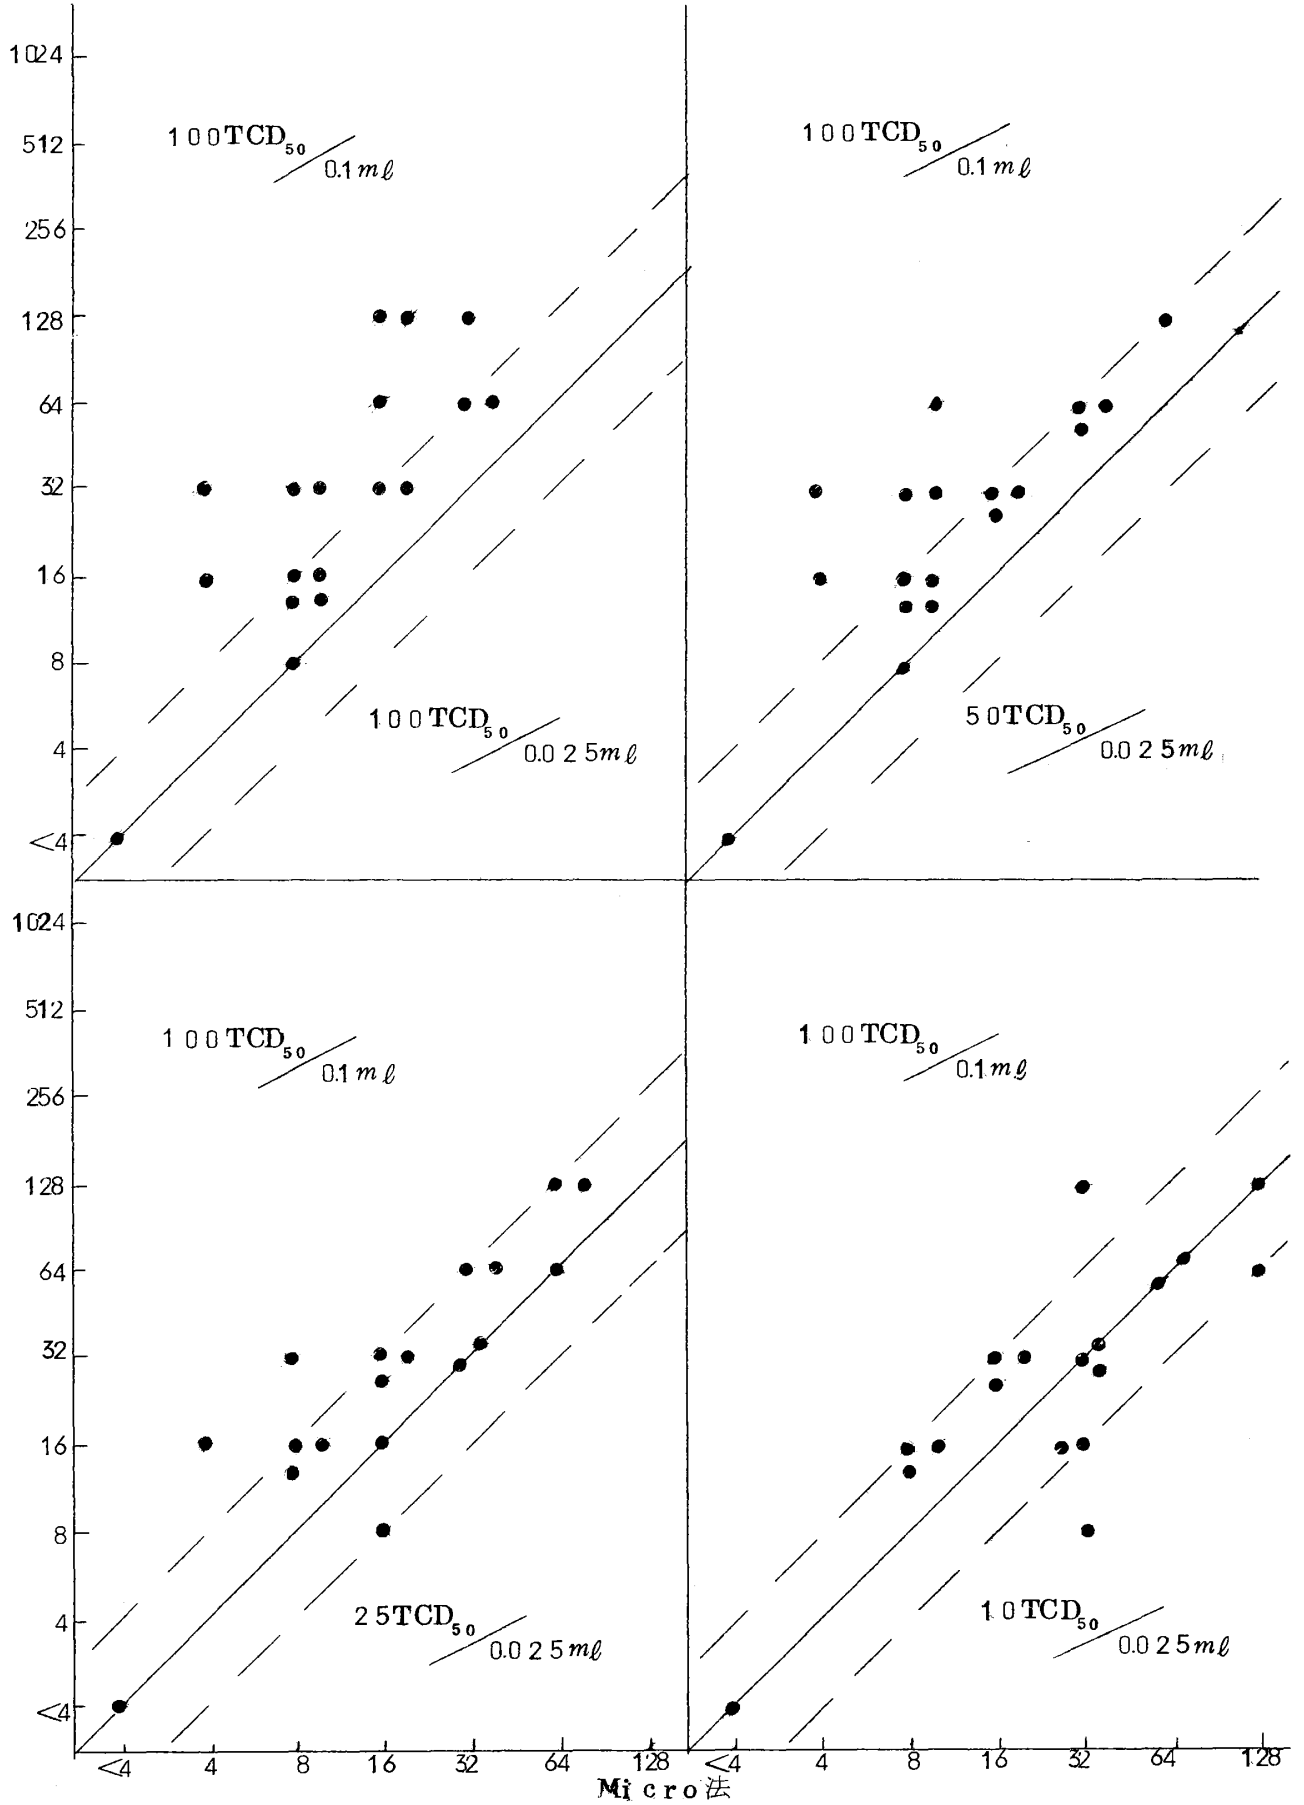 1024
512
256
128
64
32
16
8
4
<4
100TCD50/0.1ml
100TCD50/0.025ml
100TCD50/0.1ml
50TCD50/0.025ml
1024
512
256
128
64
32
16
8
4
<4
100TCD50/0.1ml
25TCD50/0.025ml
100TCD50/0.1ml
10TCD50/0.025ml
<4 4 8 16 32 64 128
<4 4 8 16 32 64 128
Micro法